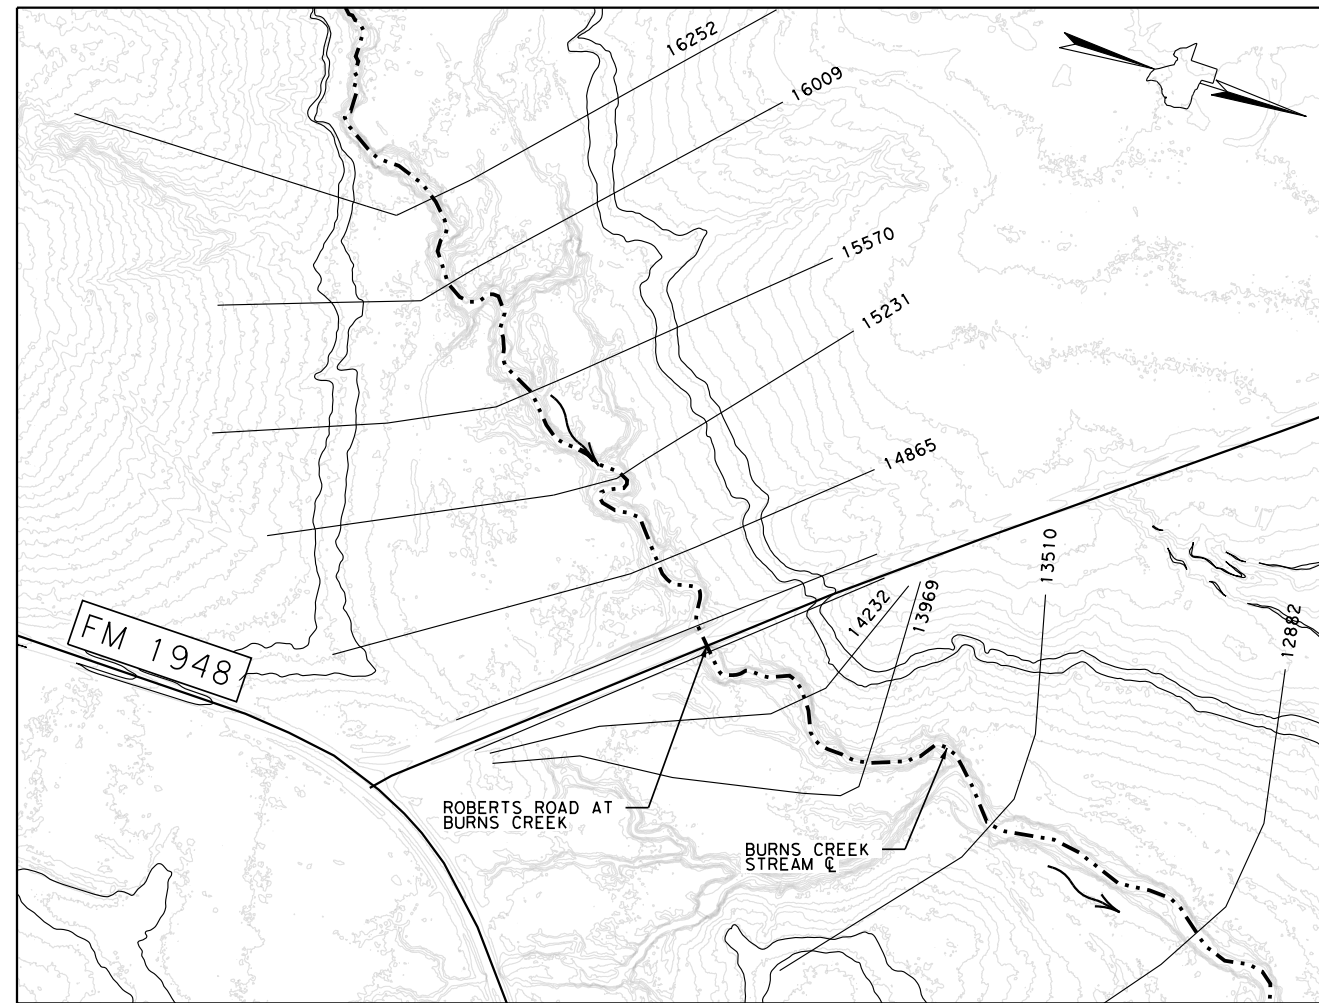 16252
16009
15570
15231
14865
13510
14232
13969
12882
FM 1948
ROBERTS ROAD AT
BURNS CREEK
BURNS CREEK
STREAM ℄